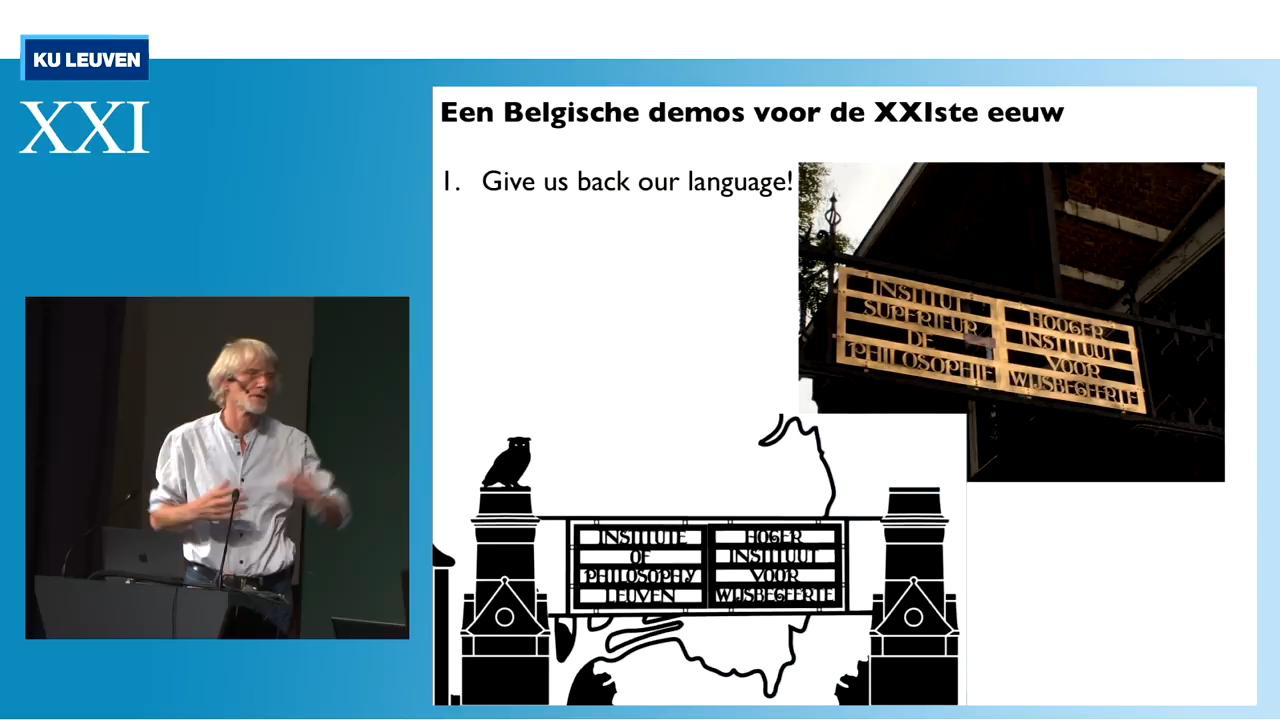 KU LEUVEN
XXI
Een Belgische demos voor de XXIste eeuw
1. Give us back our language!
INSTITUT
SUPERIEUR
DE
PHILOSOPHIE
HOOGER
INSTITUUT
VOOR
WIJSBEGEERTE
INSTITUTE
OF
PHILOSOPHY
LEUVEN
HOGER
INSTITUUT
VOOR
WIJSBEGEERTE